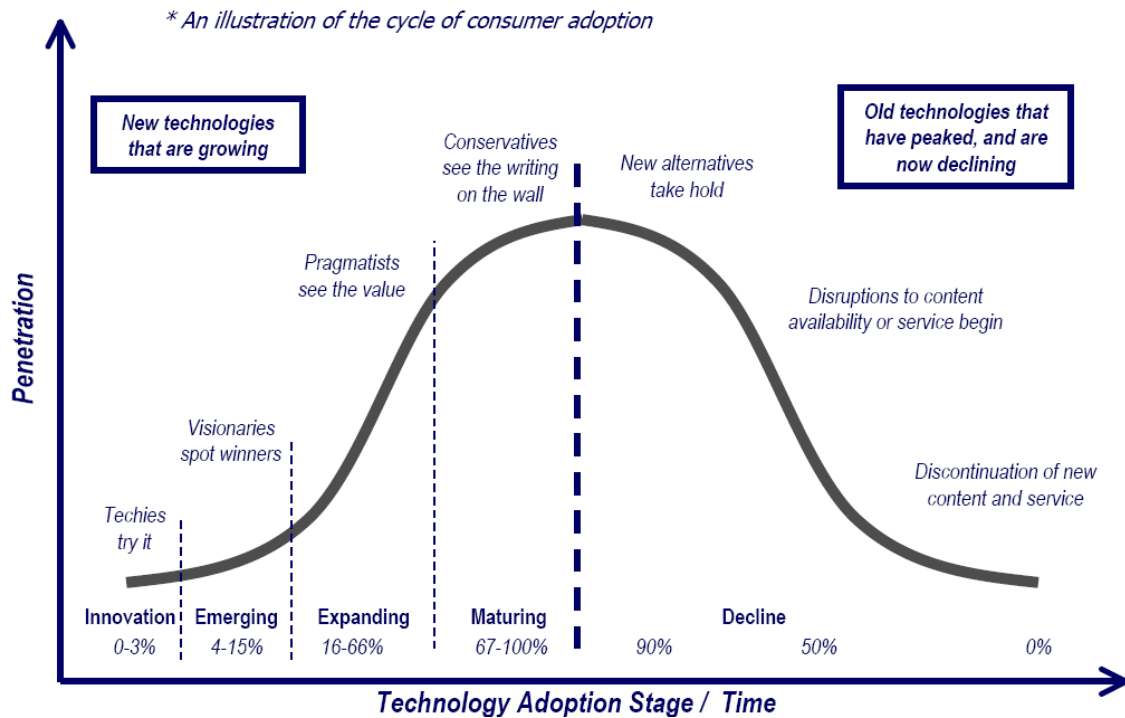 * An illustration of the cycle of consumer adoption
New technologies
that are growing
Old technologies that
have peaked, and are
now declining
Conservatives
see the writing
on the wall
New alternatives
take hold
Pragmatists
see the value
Disruptions to content
availability or service begin
Visionaries
spot winners
Discontinuation of new
content and service
Techies
try it
Penetration
Innovation Emerging Expanding Maturing Decline
0-3% 4-15% 16-66% 67-100% 90% 50% 0%
Technology Adoption Stage / Time